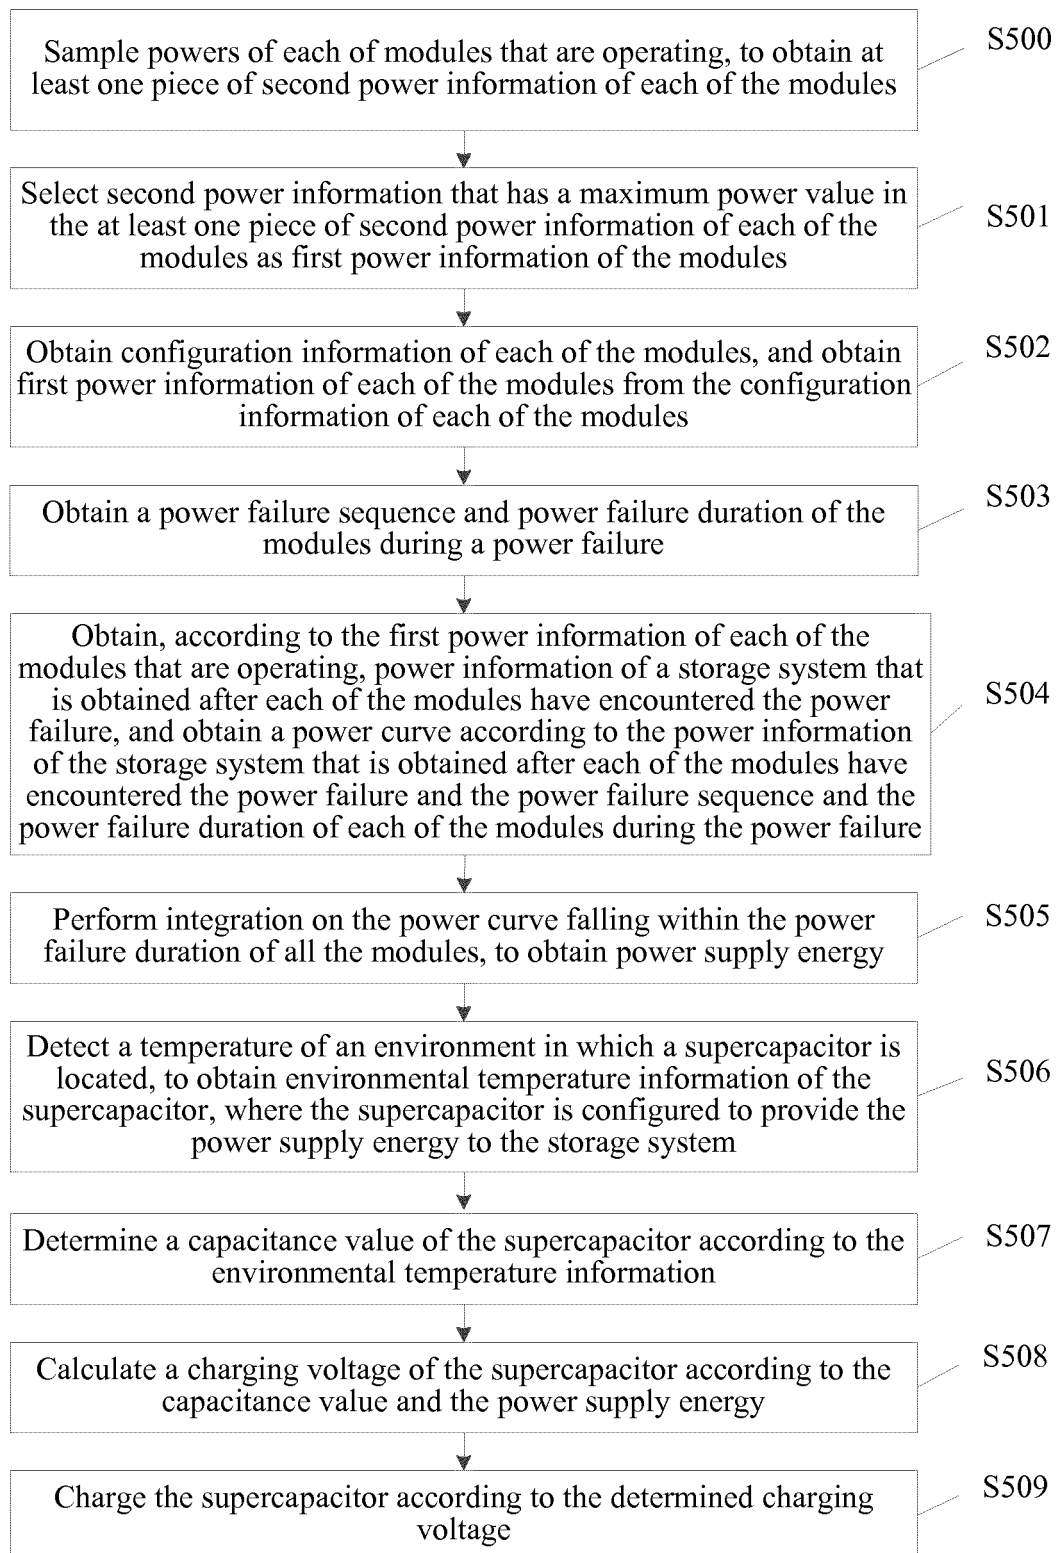 Sample powers of each of modules that are operating, to obtain at
least one piece of second power information of each of the modules
S500
Select second power information that has a maximum power value in
the at least one piece of second power information of each of the
modules as first power information of the modules
S501
Obtain configuration information of each of the modules, and obtain
first power information of each of the modules from the configuration
information of each of the modules
S502
Obtain a power failure sequence and power failure duration of the
modules during a power failure
S503
Obtain, according to the first power information of each of the
modules that are operating, power information of a storage system that
is obtained after each of the modules have encountered the power
failure, and obtain a power curve according to the power information
of the storage system that is obtained after each of the modules have
encountered the power failure and the power failure sequence and the
power failure duration of each of the modules during the power failure
S504
Perform integration on the power curve falling within the power
failure duration of all the modules, to obtain power supply energy
S505
Detect a temperature of an environment in which a supercapacitor is
located, to obtain environmental temperature information of the
supercapacitor, where the supercapacitor is configured to provide the
power supply energy to the storage system
S506
Determine a capacitance value of the supercapacitor according to the
environmental temperature information
S507
Calculate a charging voltage of the supercapacitor according to the
capacitance value and the power supply energy
S508
Charge the supercapacitor according to the determined charging
voltage
S509